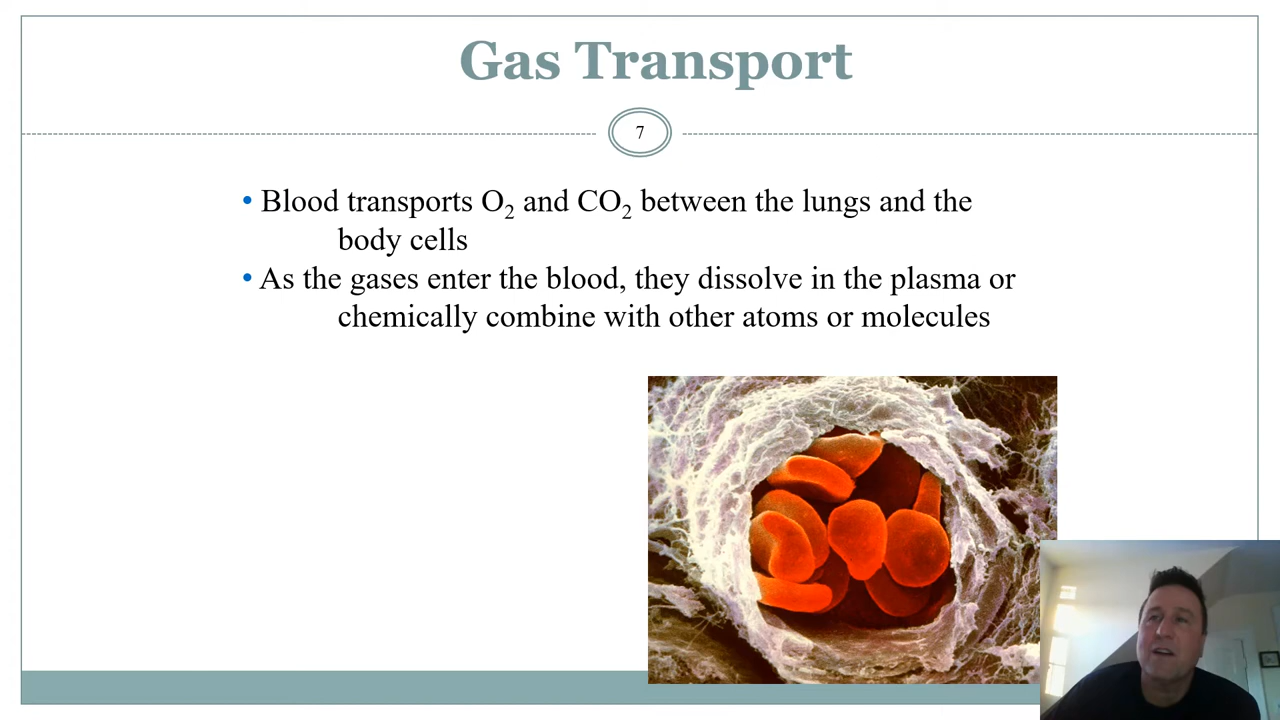 Gas Transport
7
• Blood transports O₂ and CO₂ between the lungs and the
body cells
• As the gases enter the blood, they dissolve in the plasma or
chemically combine with other atoms or molecules